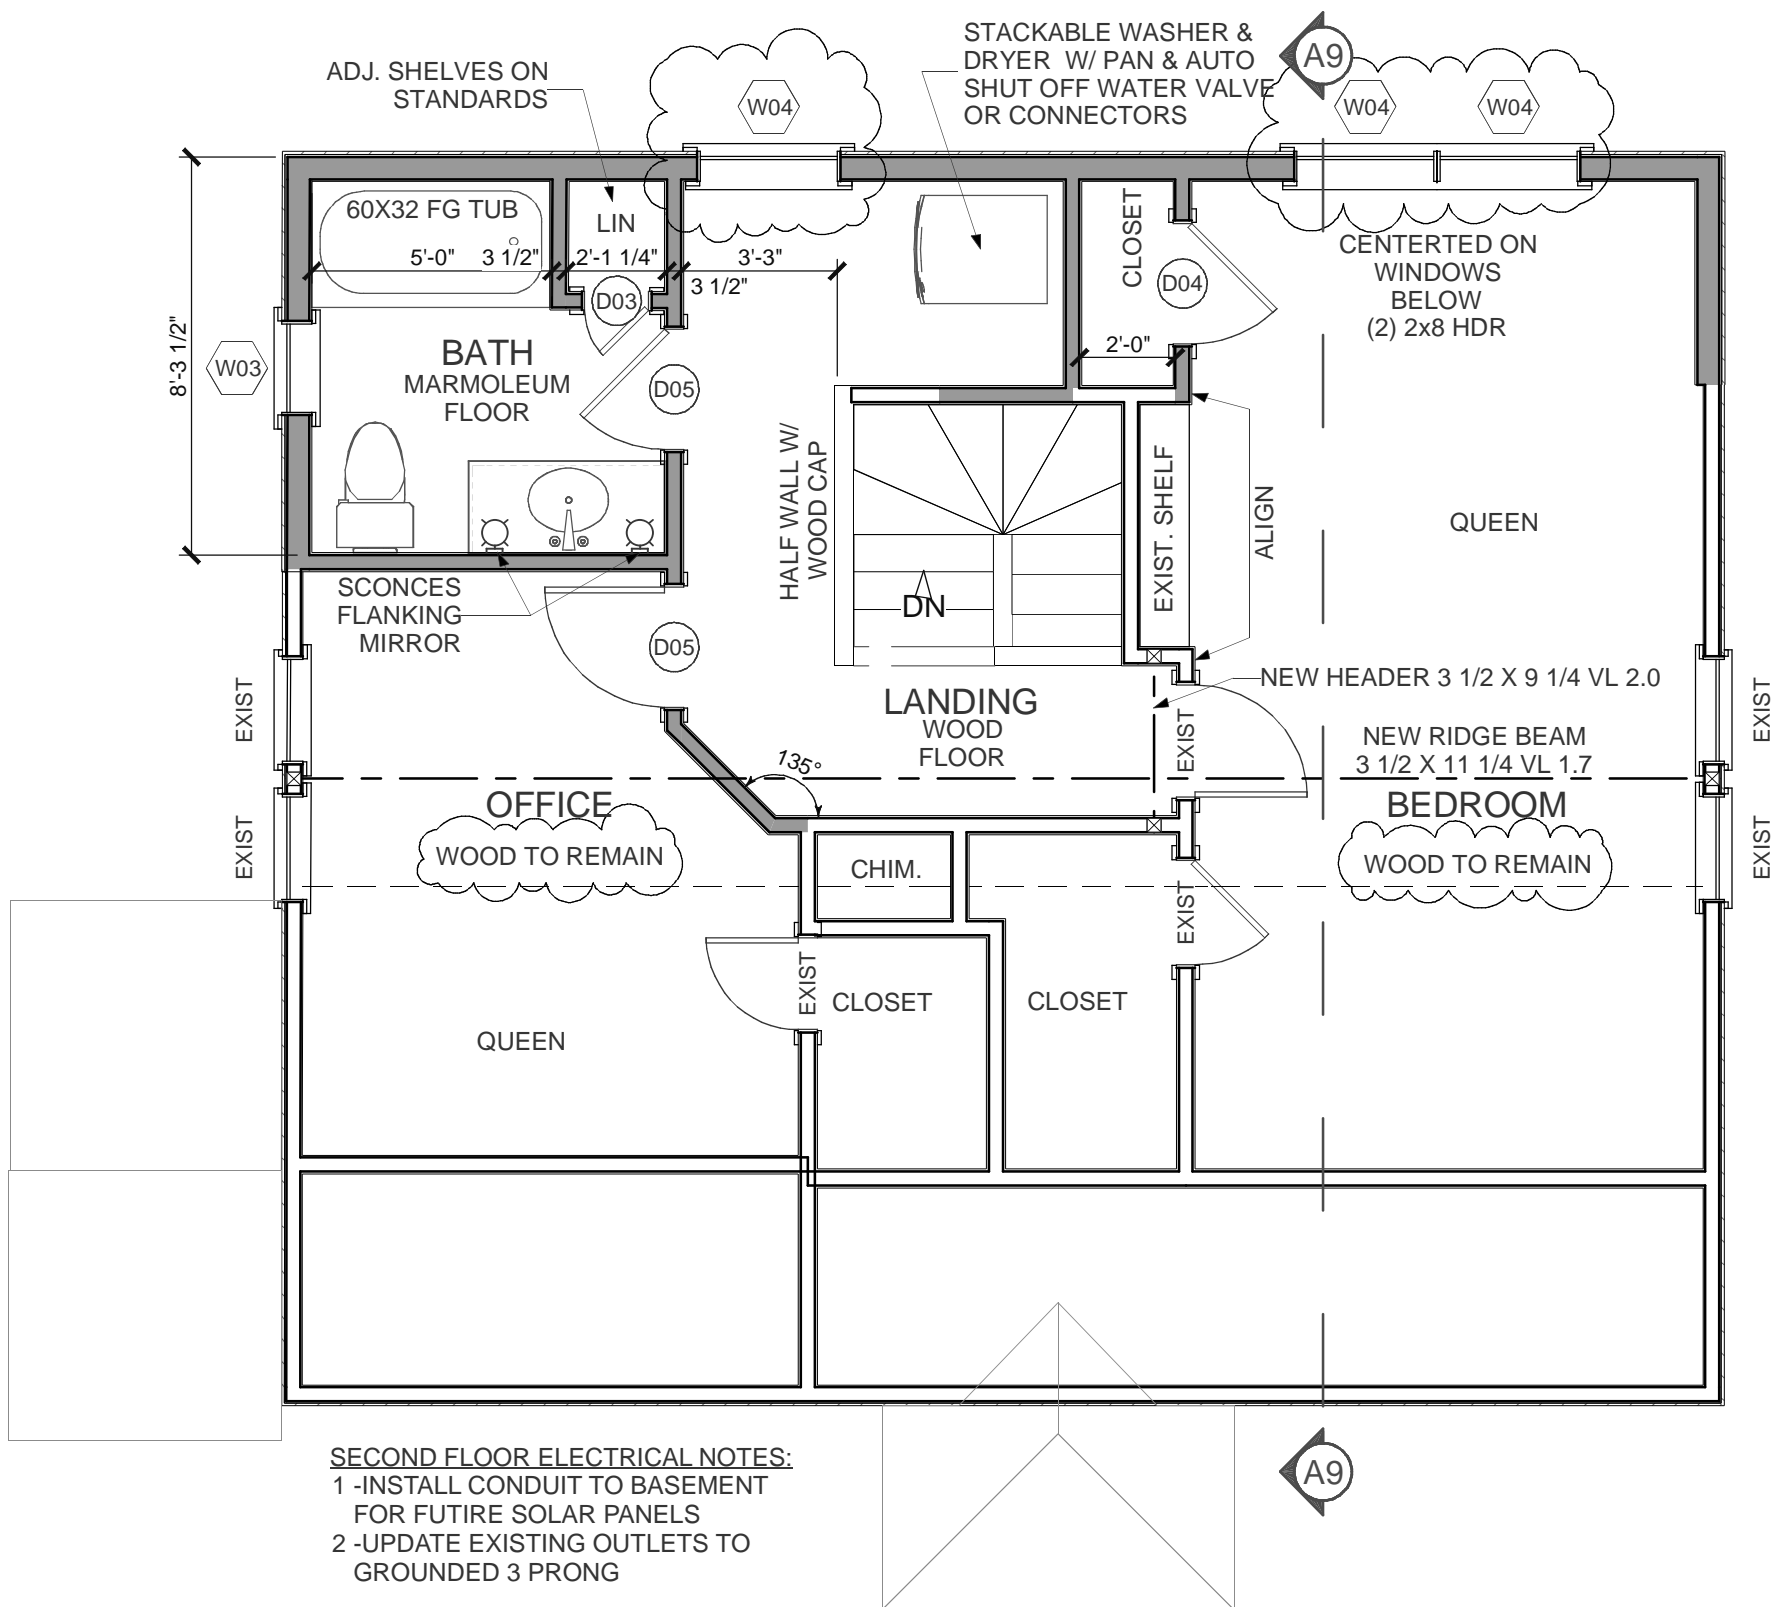 STACKABLE WASHER &
DRYER W/ PAN & AUTO
SHUT OFF WATER VALVE
OR CONNECTORS
A9
ADJ. SHELVES ON
STANDARDS
W04
W04
W04
60X32 FG TUB
LIN
CLOSET
5'-0"
3 1/2"
2'-1 1/4"
3'-3"
3 1/2"
D03
D04
CENTERTED ON
WINDOWS
BELOW
(2) 2x8 HDR
8'-3 1/2"
W03
BATH
MARMOLEUM
FLOOR
D05
2'-0"
HALF WALL W/
WOOD CAP
EXIST. SHELF
ALIGN
QUEEN
SCONCES
FLANKING
MIRROR
DN
D05
EXIST
LANDING
WOOD
FLOOR
NEW HEADER 3 1/2 X 9 1/4 VL 2.0
EXIST
EXIST
NEW RIDGE BEAM
3 1/2 X 11 1/4 VL 1.7
135°
OFFICE
BEDROOM
EXIST
WOOD TO REMAIN
CHIM.
WOOD TO REMAIN
EXIST
EXIST
EXIST
CLOSET
CLOSET
QUEEN
SECOND FLOOR ELECTRICAL NOTES:
1 -INSTALL CONDUIT TO BASEMENT
FOR FUTIRE SOLAR PANELS
2 -UPDATE EXISTING OUTLETS TO
GROUNDED 3 PRONG
A9